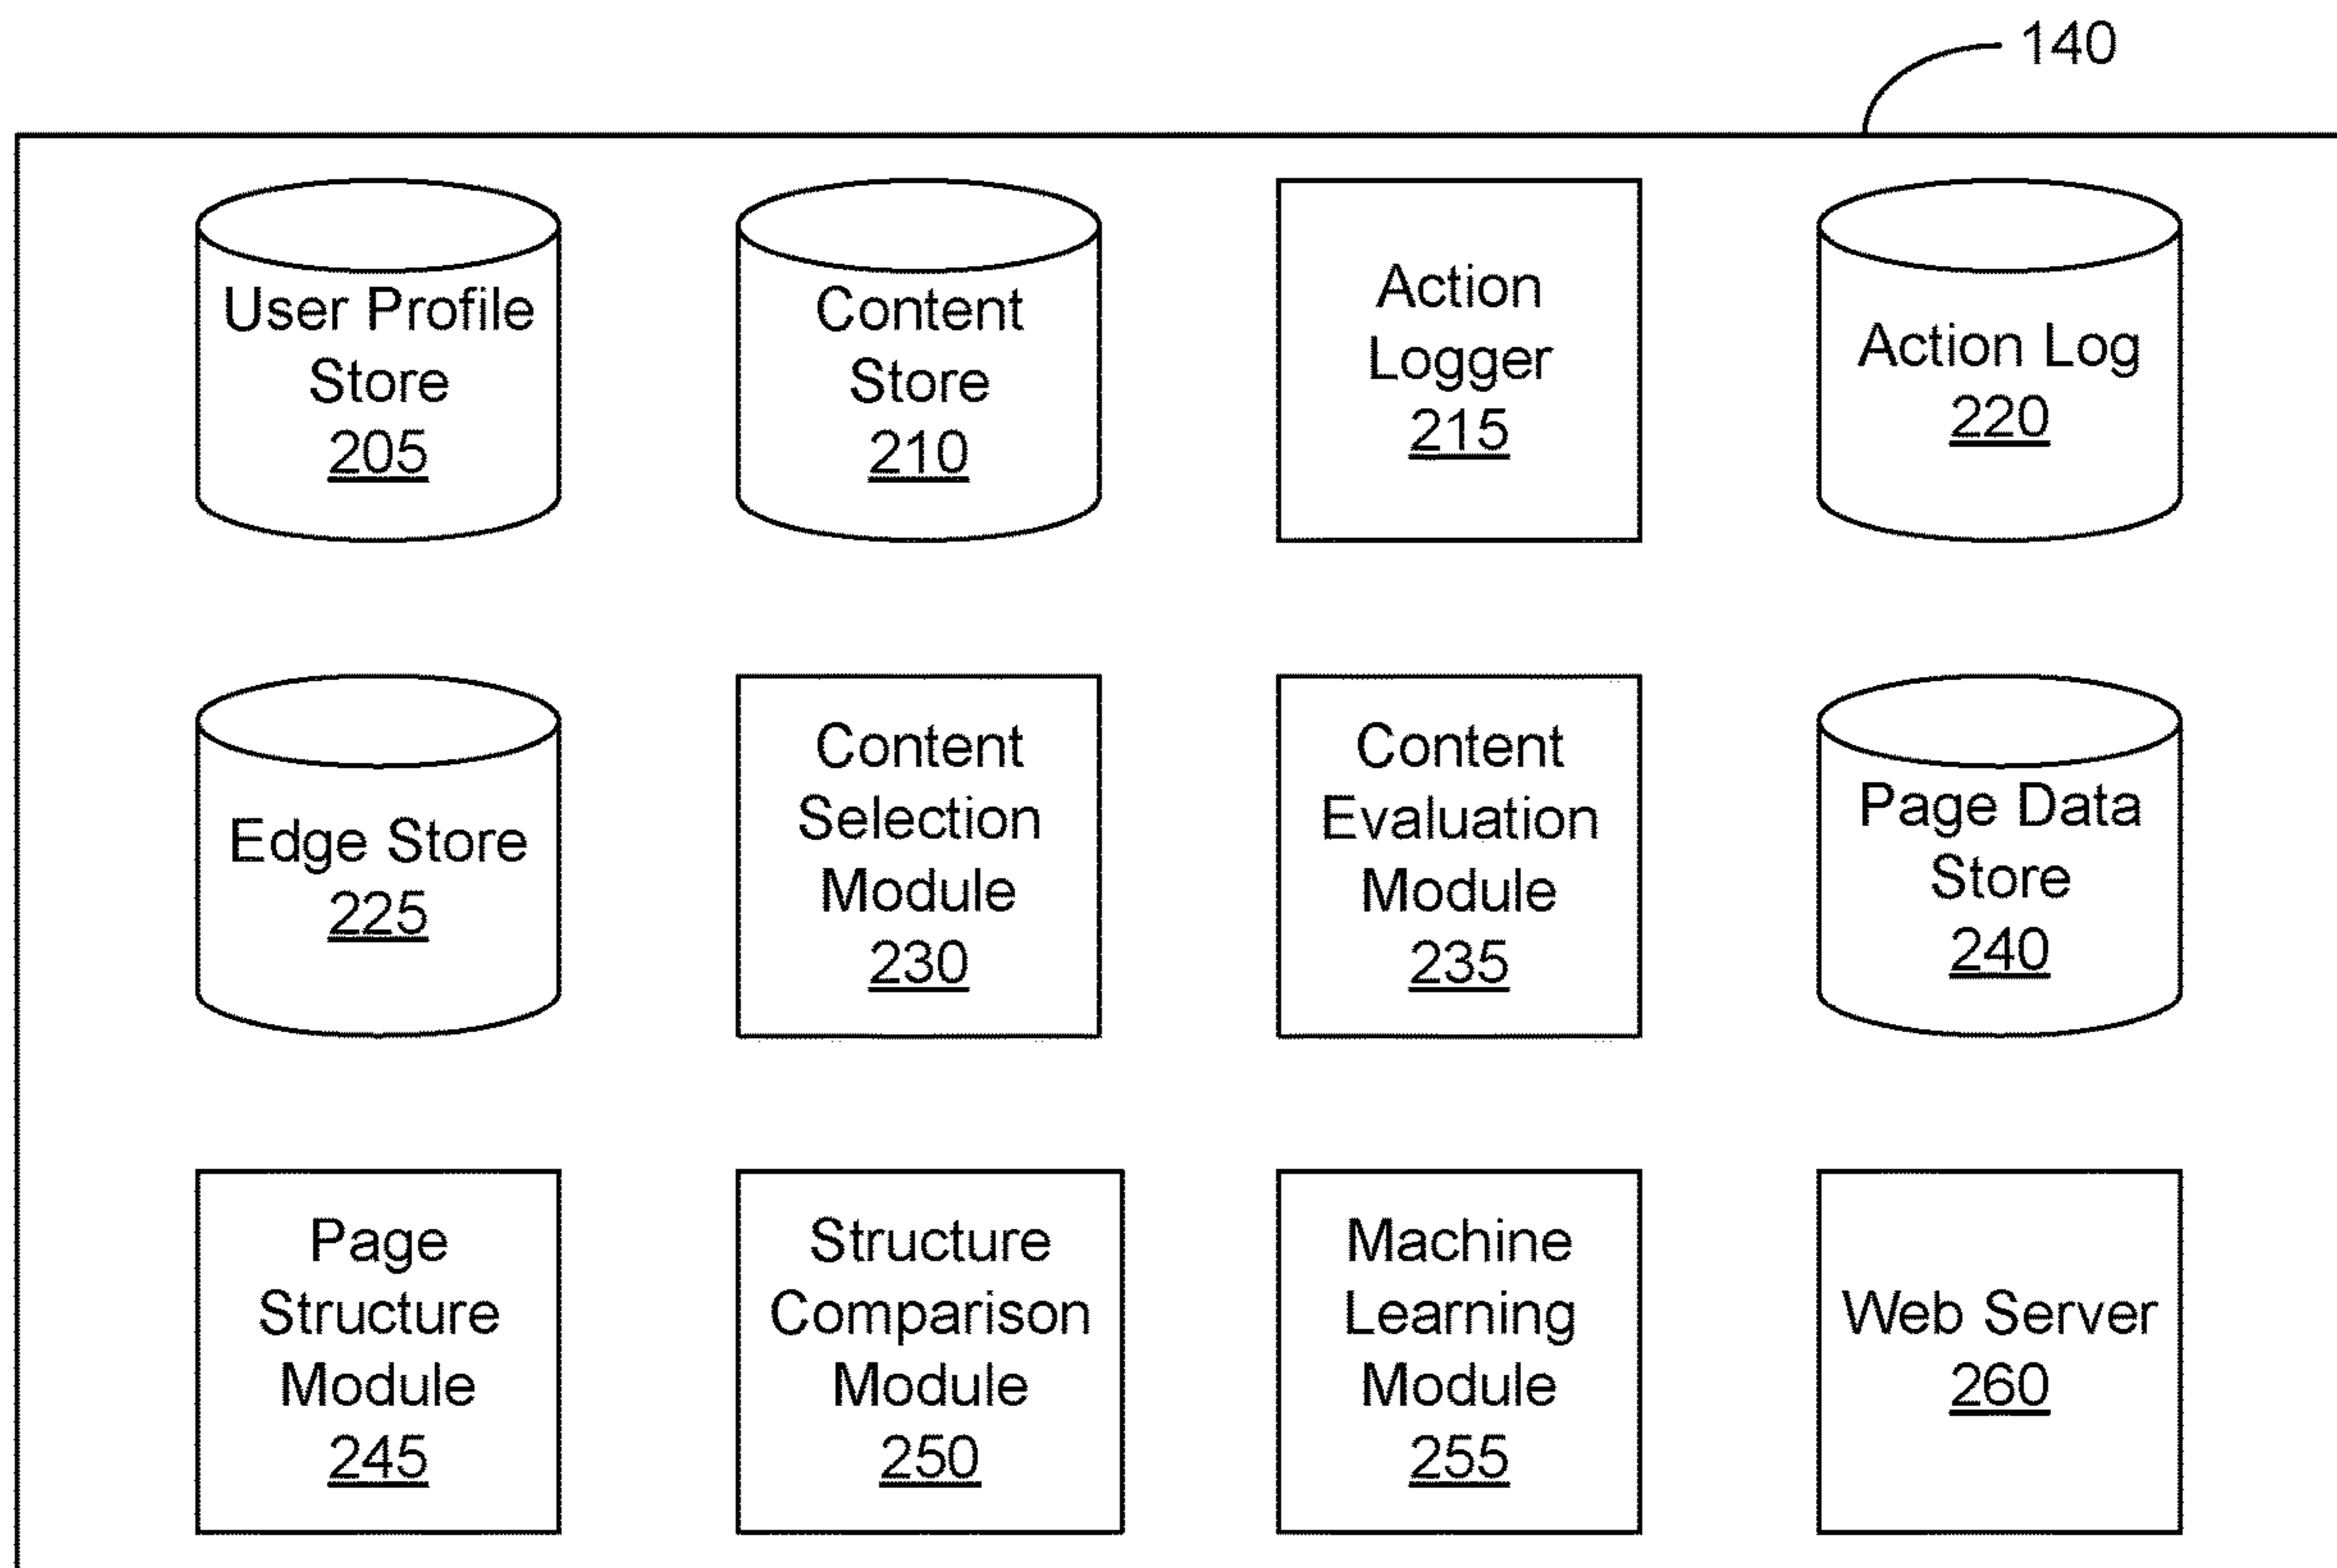 140
User Profile
Store
205
Content
Store
210
Action
Logger
215
Action Log
220
Edge Store
225
Content
Selection
Module
230
Content
Evaluation
Module
235
Page Data
Store
240
Page
Structure
Module
245
Structure
Comparison
Module
250
Machine
Learning
Module
255
Web Server
260